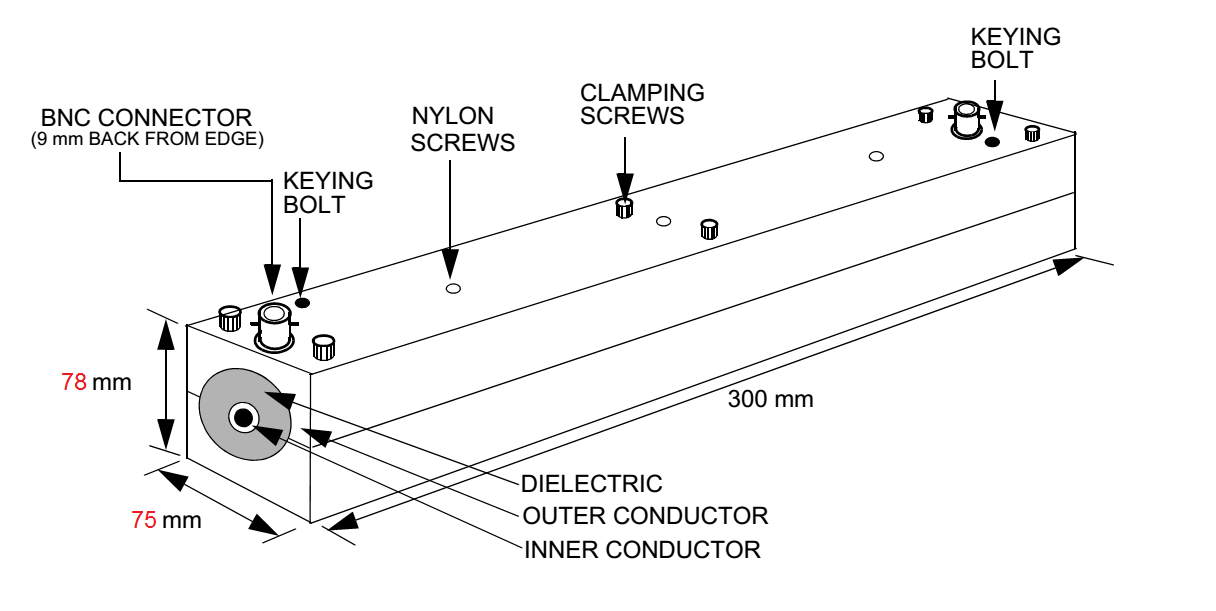 KEYING
BOLT
BNC CONNECTOR
(9 mm BACK FROM EDGE)
NYLON
SCREWS
CLAMPING
SCREWS
KEYING
BOLT
78 mm
300 mm
75 mm
DIELECTRIC
OUTER CONDUCTOR
INNER CONDUCTOR